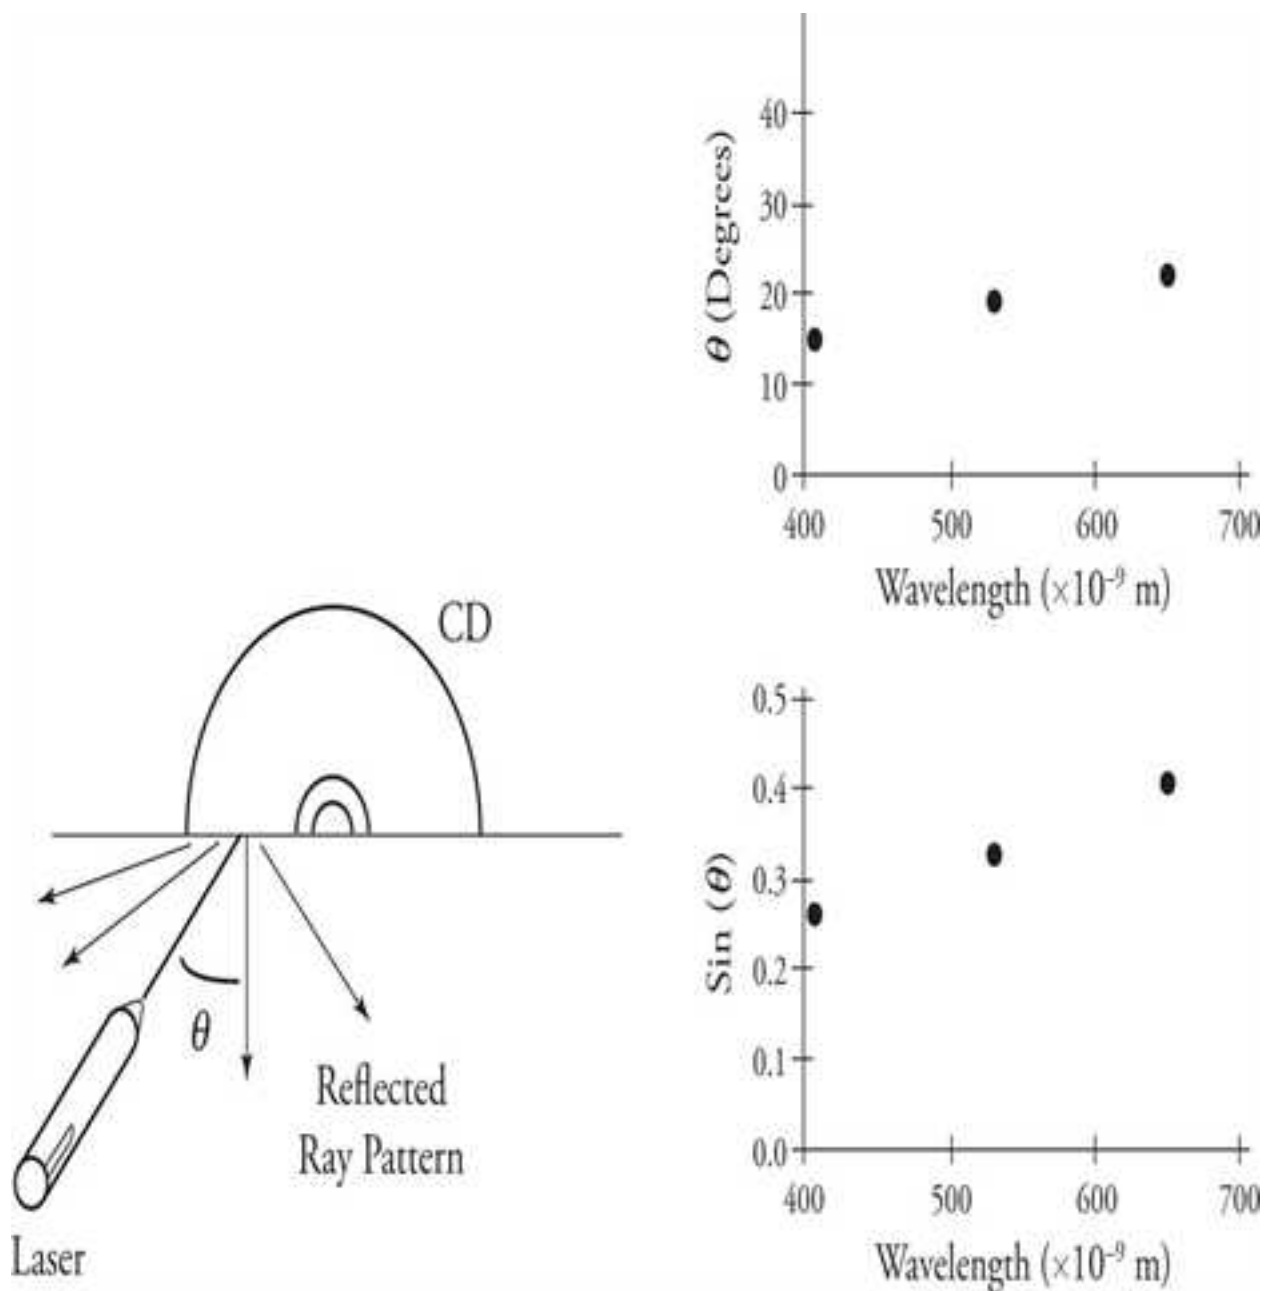 40
30
20
10
0
θ (Degrees)
400 500 600 700
Wavelength (×10⁻⁹ m)
CD
θ
Reflected
Ray Pattern
Laser
0.5
0.4
0.3
0.2
0.1
0.0
Sin (θ)
400 500 600 700
Wavelength (×10⁻⁹ m)